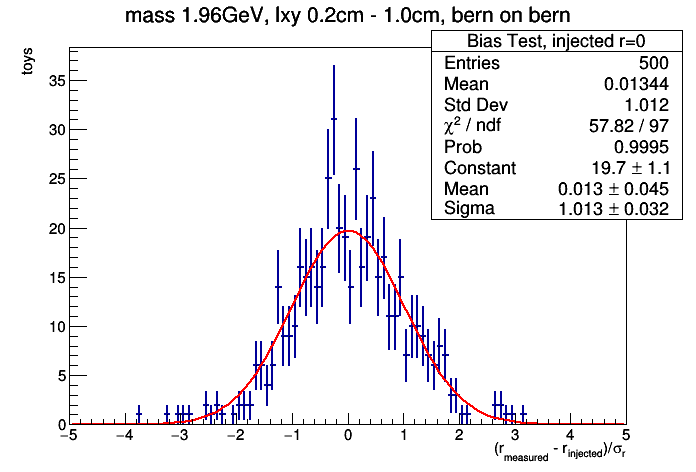 mass 1.96GeV, lxy 0.2cm - 1.0cm, bern on bern
Bias Test, injected r=0
Entries 500
Mean 0.01344
Std Dev 1.012
χ² / ndf 57.82 / 97
Prob 0.9995
Constant 19.7 ± 1.1
Mean 0.013 ± 0.045
Sigma 1.013 ± 0.032
toys
35
30
25
20
15
10
5
0
−5 −4 −3 −2 −1 0 1 2 3 4 5
(r_measured - r_injected)/σ_r